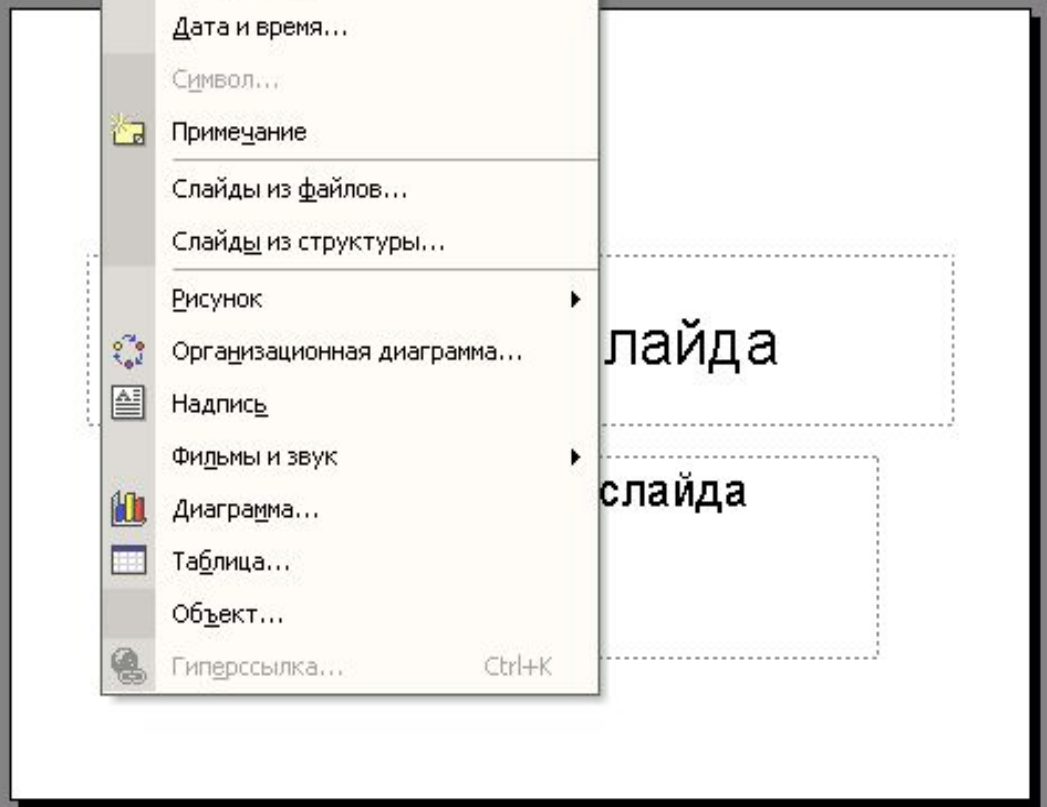 Дата и время...
Символ...
Примечание
Слайды из файлов...
Слайды из структуры...
Рисунок
лайда
Организационная диаграмма...
Надпись
Фильмы и звук
слайда
Диаграмма...
Таблица...
Объект...
Гиперссылка... Ctrl+K